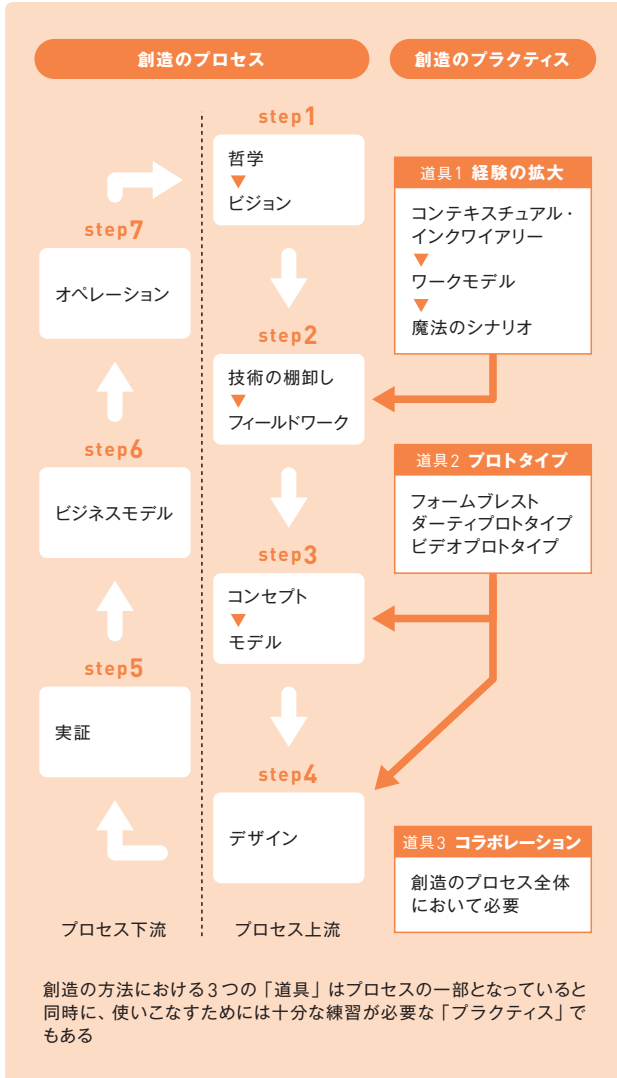 創造のプロセス
創造のプラクティス
step1
哲学
▼
ビジョン
step2
技術の棚卸し
▼
フィールドワーク
step3
コンセプト
▼
モデル
step4
デザイン
プロセス上流
step7
オペレーション
step6
ビジネスモデル
step5
実証
プロセス下流
道具1 経験の拡大
コンテキスチュアル・
インクワイアリー
▼
ワークモデル
▼
魔法のシナリオ
道具2 プロトタイプ
フォームブレスト
ダーティプロトタイプ
ビデオプロトタイプ
道具3 コラボレーション
創造のプロセス全体
において必要
創造の方法における3つの「道具」はプロセスの一部となっていると
同時に、使いこなすためには十分な練習が必要な「プラクティス」で
もある